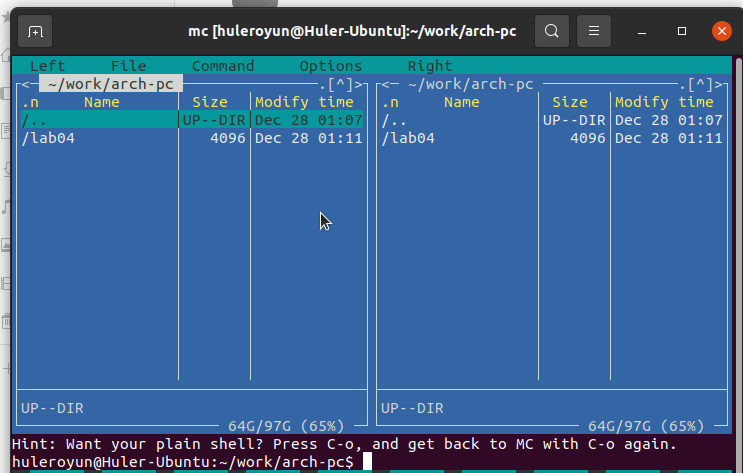 mc [huleroyun@Huler-Ubuntu]:~/work/arch-pc
Left File Command Options Right
<─ ~/work/arch-pc .[^]> <─ ~/work/arch-pc .[^]>
.n Name Size Modify time .n Name Size Modify time
/.. UP--DIR Dec 28 01:07 /.. UP--DIR Dec 28 01:07
/lab04 4096 Dec 28 01:11 /lab04 4096 Dec 28 01:11
UP--DIR UP--DIR
64G/97G (65%) 64G/97G (65%)
Hint: Want your plain shell? Press C-o, and get back to MC with C-o again.
huleroyun@Huler-Ubuntu:~/work/arch-pc$